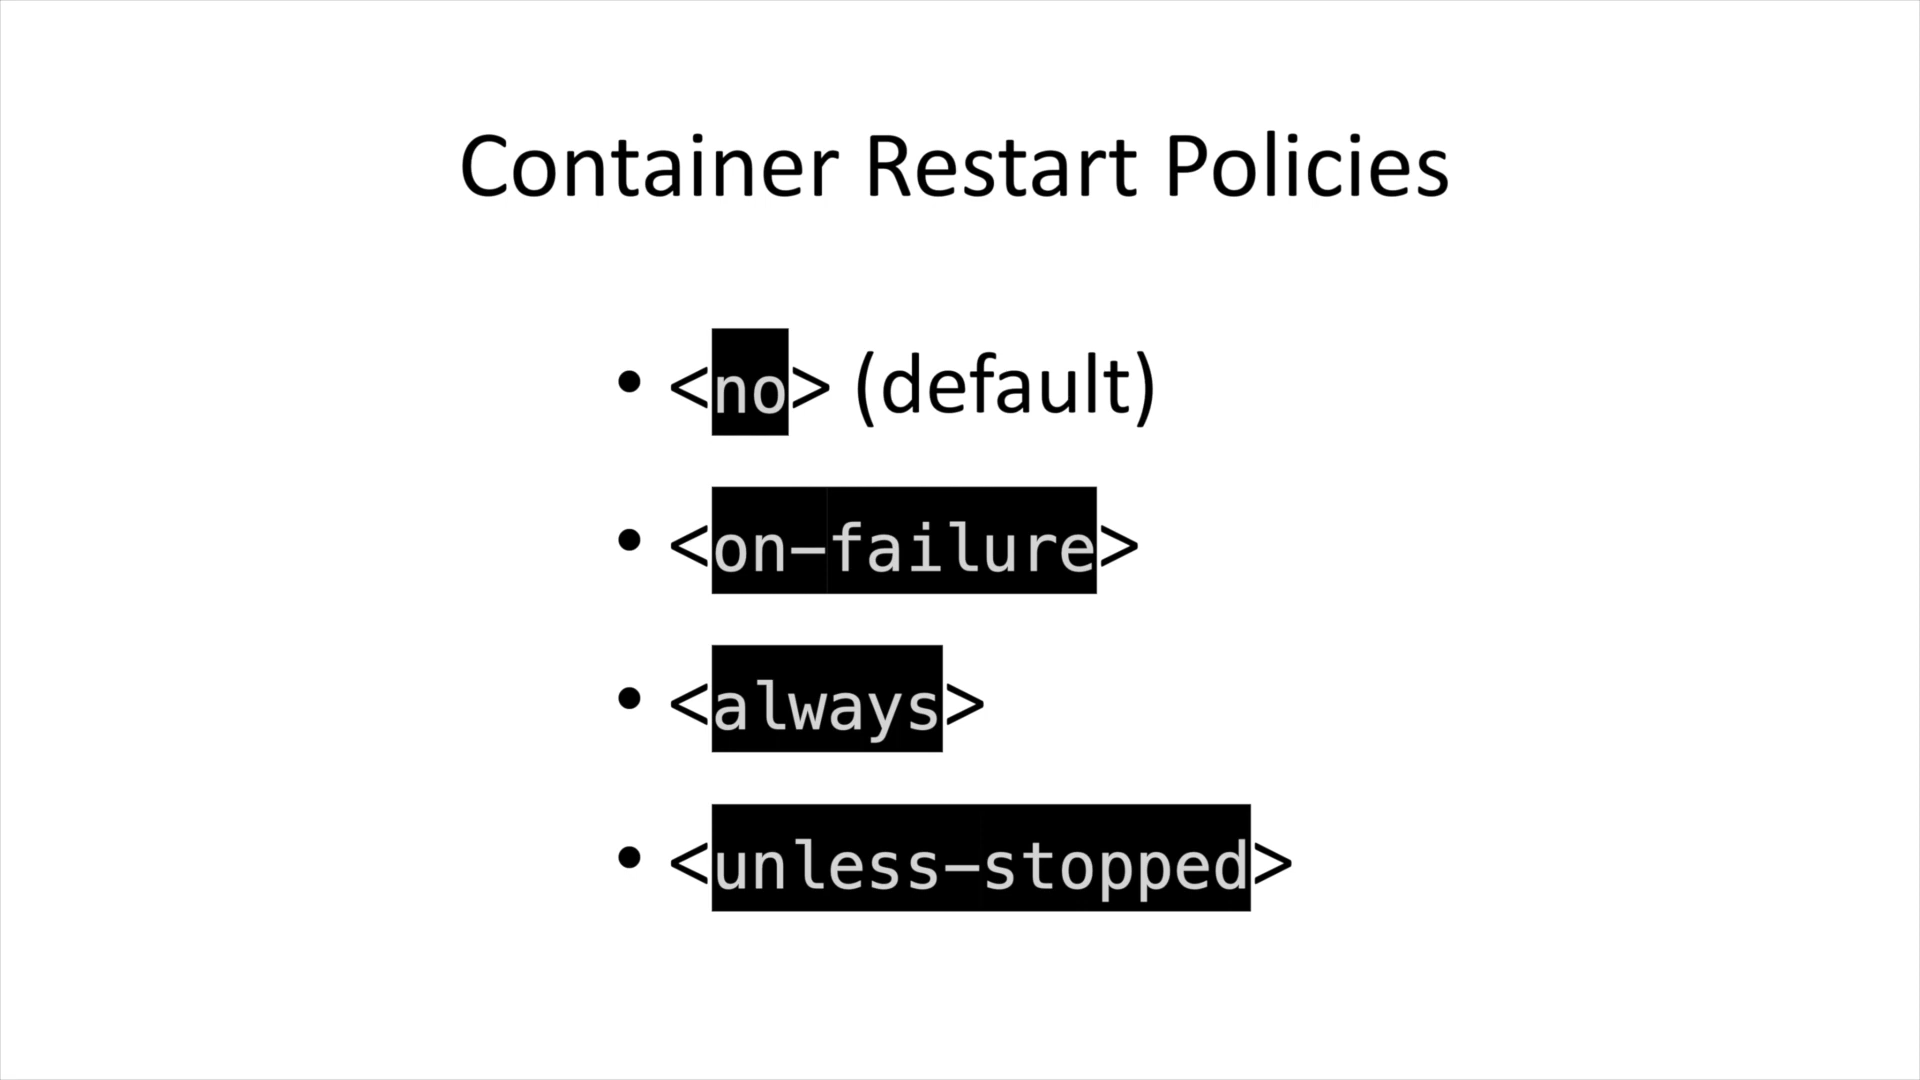 Container Restart Policies
• <no> (default)
• <on-failure>
• <always>
• <unless-stopped>